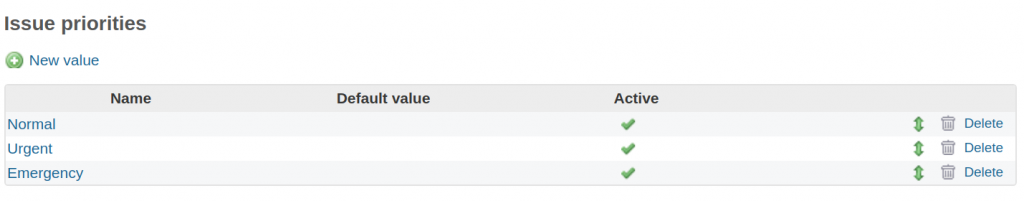 Issue priorities
New value
Name Default value Active
Normal Delete
Urgent Delete
Emergency Delete